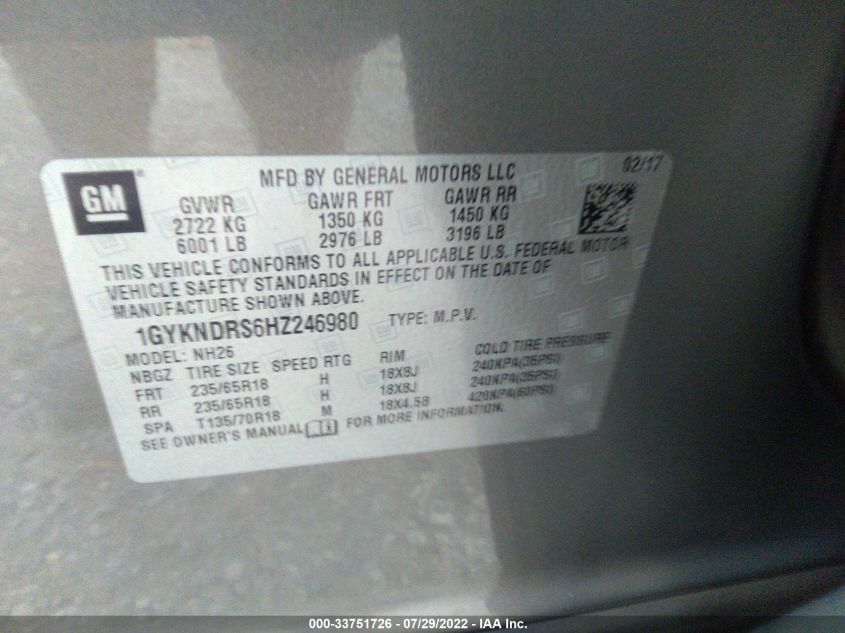 GM
MFD BY GENERAL MOTORS LLC
02/17
GVWR GAWR FRT GAWR RR
2722 KG 1350 KG 1450 KG
6001 LB 2976 LB 3196 LB
THIS VEHICLE CONFORMS TO ALL APPLICABLE U.S. FEDERAL MOTOR
VEHICLE SAFETY STANDARDS IN EFFECT ON THE DATE OF
MANUFACTURE SHOWN ABOVE.
1GYKNDRS6HZ246980 TYPE: M.P.V.
MODEL: NH26
NBGZ TIRE SIZE SPEED RTG RIM COLD TIRE PRESSURE
FRT 235/65R18 H 18X8J 240KPA(35PSI)
RR 235/65R18 H 18X8J 240KPA(35PSI)
SPA T135/70R18 M 18X4.5B 420KPA(60PSI)
SEE OWNER'S MANUAL FOR MORE INFORMATION.
000-33751726 - 07/29/2022 - IAA Inc.